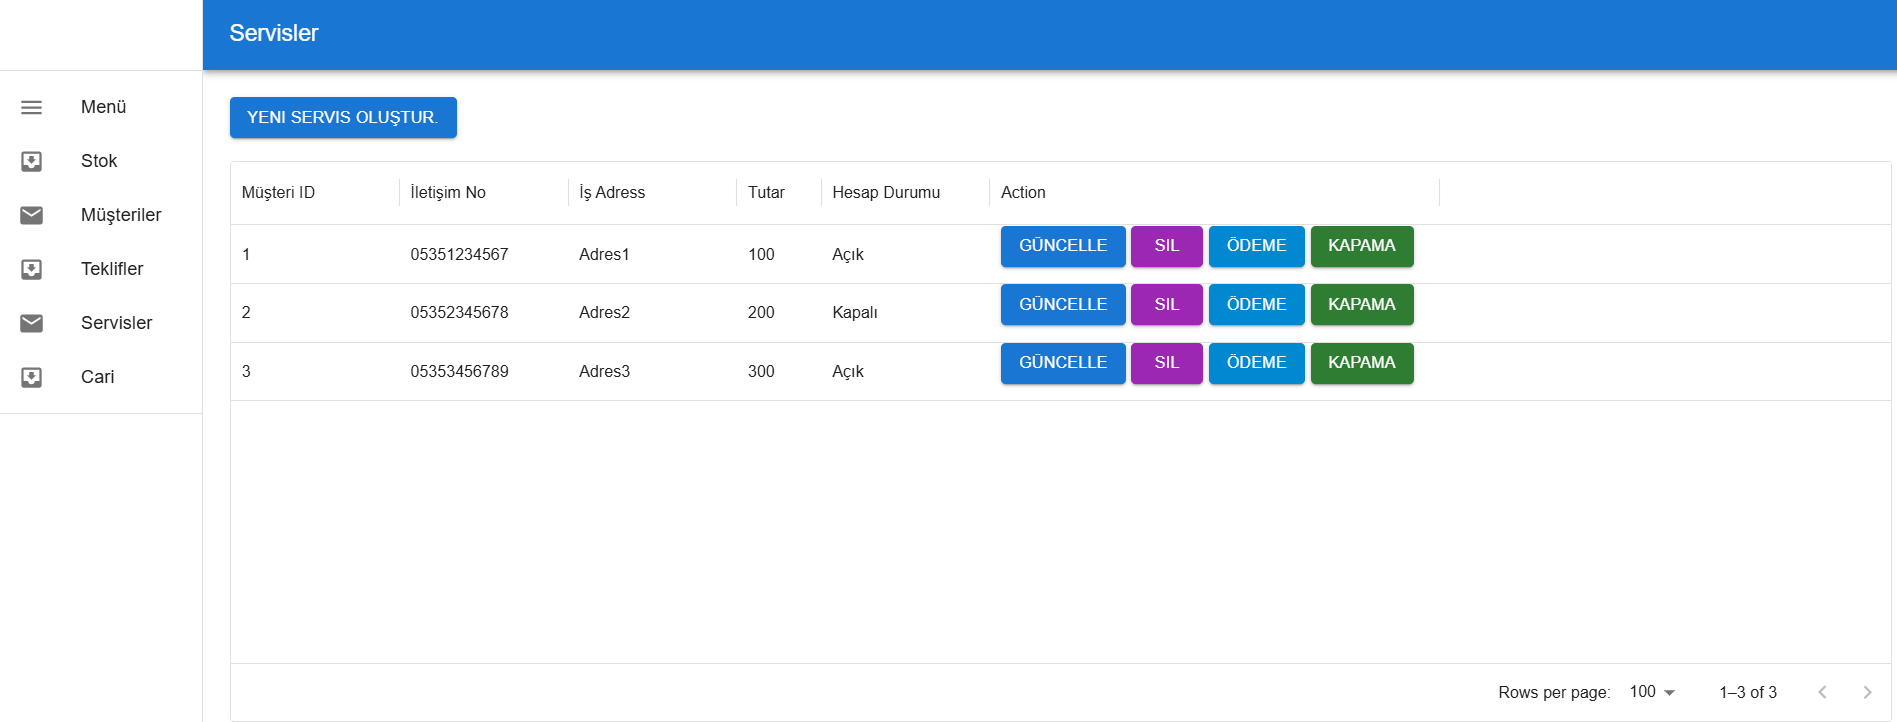 Servisler
Menü
Stok
Müşteriler
Teklifler
Servisler
Cari
YENI SERVIS OLUŞTUR.
Müşteri ID İletişim No İş Adress Tutar Hesap Durumu Action
1 05351234567 Adres1 100 Açık GÜNCELLE SIL ÖDEME KAPAMA
2 05352345678 Adres2 200 Kapalı GÜNCELLE SIL ÖDEME KAPAMA
3 05353456789 Adres3 300 Açık GÜNCELLE SIL ÖDEME KAPAMA
Rows per page: 100 1–3 of 3